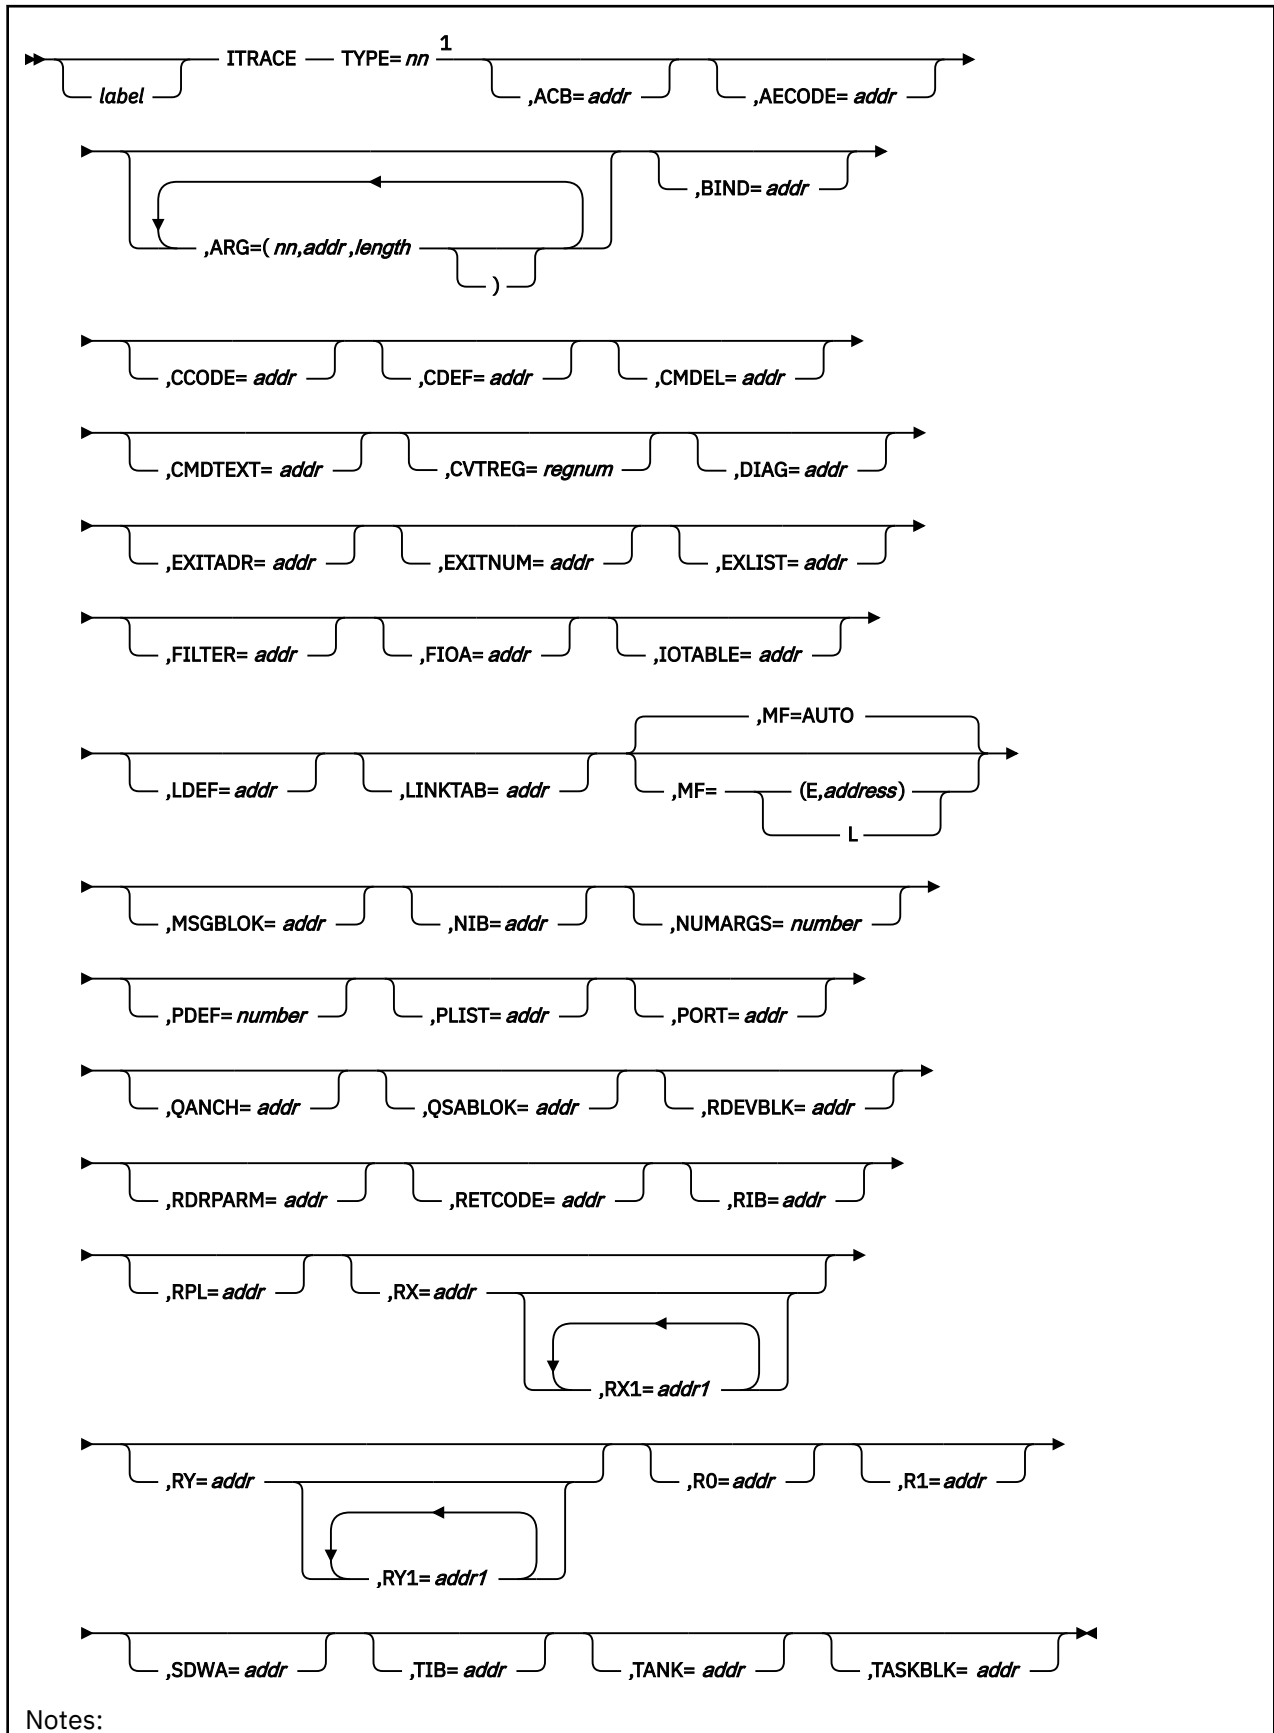 ITRACE TYPE= nn 1
label ,ACB= addr ,AECODE= addr
,BIND= addr
,ARG=( nn,addr ,length
)
,CCODE= addr ,CDEF= addr ,CMDEL= addr
,CMDTEXT= addr ,CVTREG= regnum ,DIAG= addr
,EXITADR= addr ,EXITNUM= addr ,EXLIST= addr
,FILTER= addr ,FIOA= addr ,IOTABLE= addr
,MF=AUTO
,LDEF= addr ,LINKTAB= addr ,MF= (E,address)
L
,MSGBLOK= addr ,NIB= addr ,NUMARGS= number
,PDEF= number ,PLIST= addr ,PORT= addr
,QANCH= addr ,QSABLOK= addr ,RDEVBLK= addr
,RDRPARM= addr ,RETCODE= addr ,RIB= addr
,RPL= addr ,RX= addr
,RX1= addr1
,RY= addr ,R0= addr ,R1= addr
,RY1= addr1
,SDWA= addr ,TIB= addr ,TANK= addr ,TASKBLK= addr
Notes: